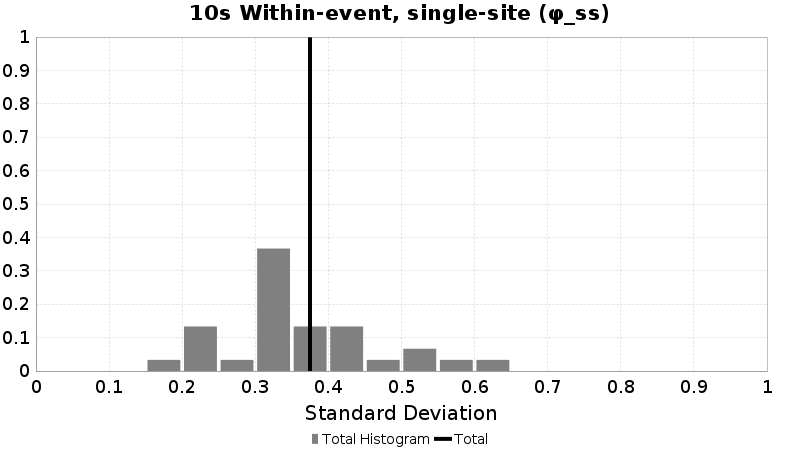 10s Within-event, single-site (φ_ss)
1
0.9
0.8
0.7
0.6
0.5
0.4
0.3
0.2
0.1
0
0 0.1 0.2 0.3 0.4 0.5 0.6 0.7 0.8 0.9 1
Standard Deviation
Total Histogram Total